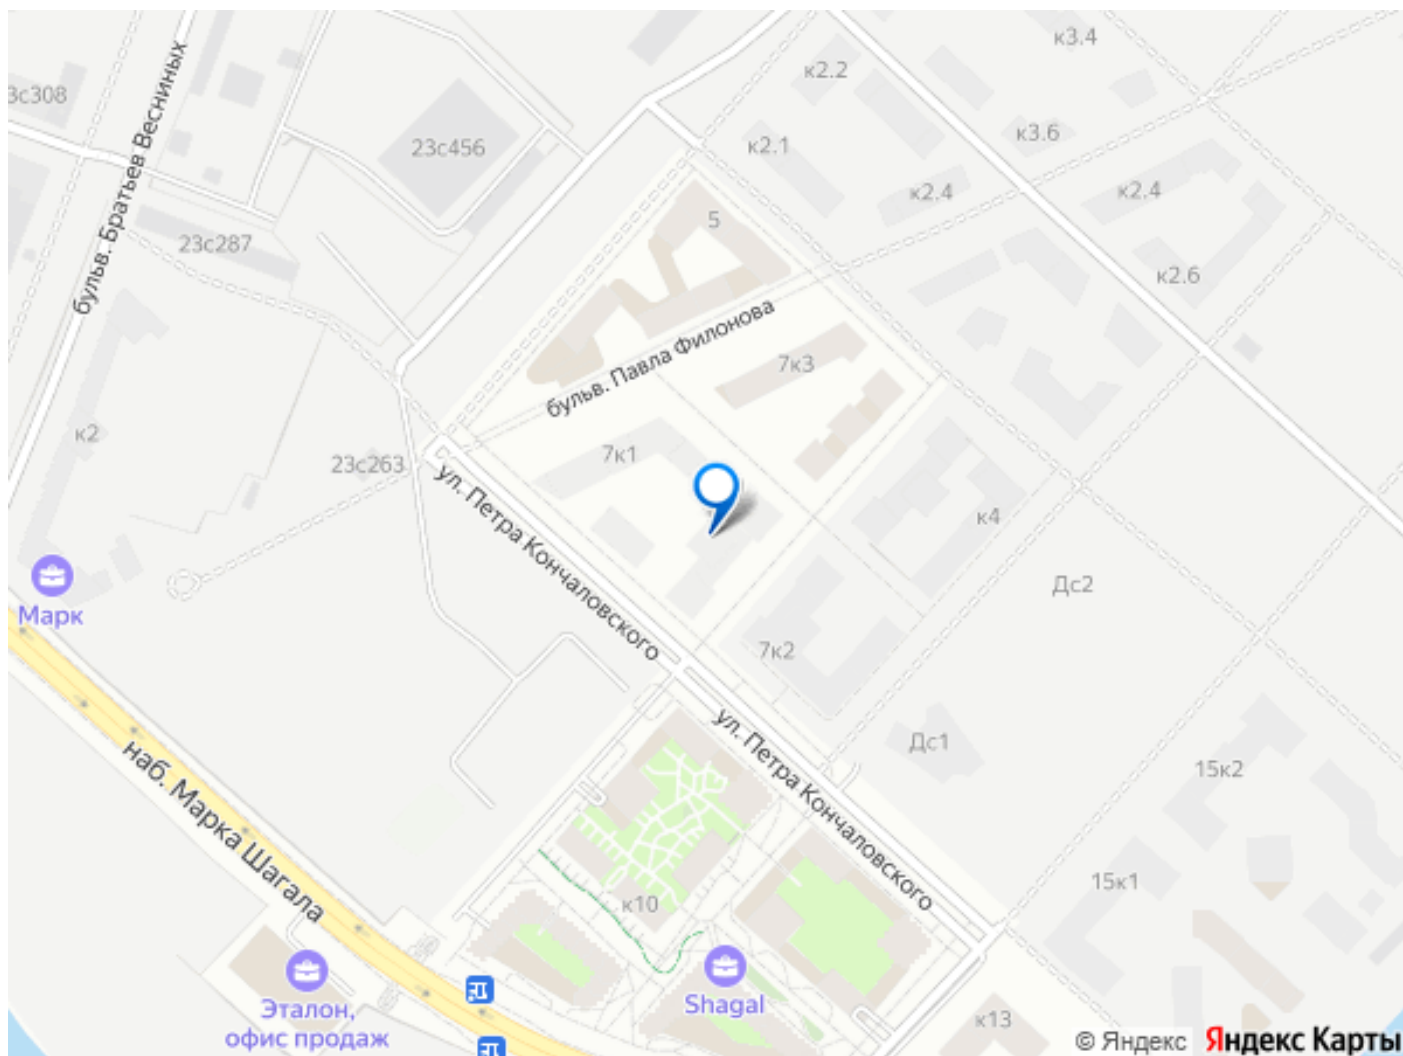 к3.4
к2.2
3с308
23с456
к2.1
к3.6
бульв. Братьев Весниных
к2.4
к2.4
5
23с287
к2.6
бульв. Павла Филонова
7к3
к2
7к1
23с263
ул. Петра Кончаловского
к4
Марк
Дс2
7к2
ул. Петра Кончаловского
Дс1
15к2
наб. Марка Шагала
15к1
к10
Shagal
Эталон,
офис продаж
к13
© Яндекс Яндекс Карты